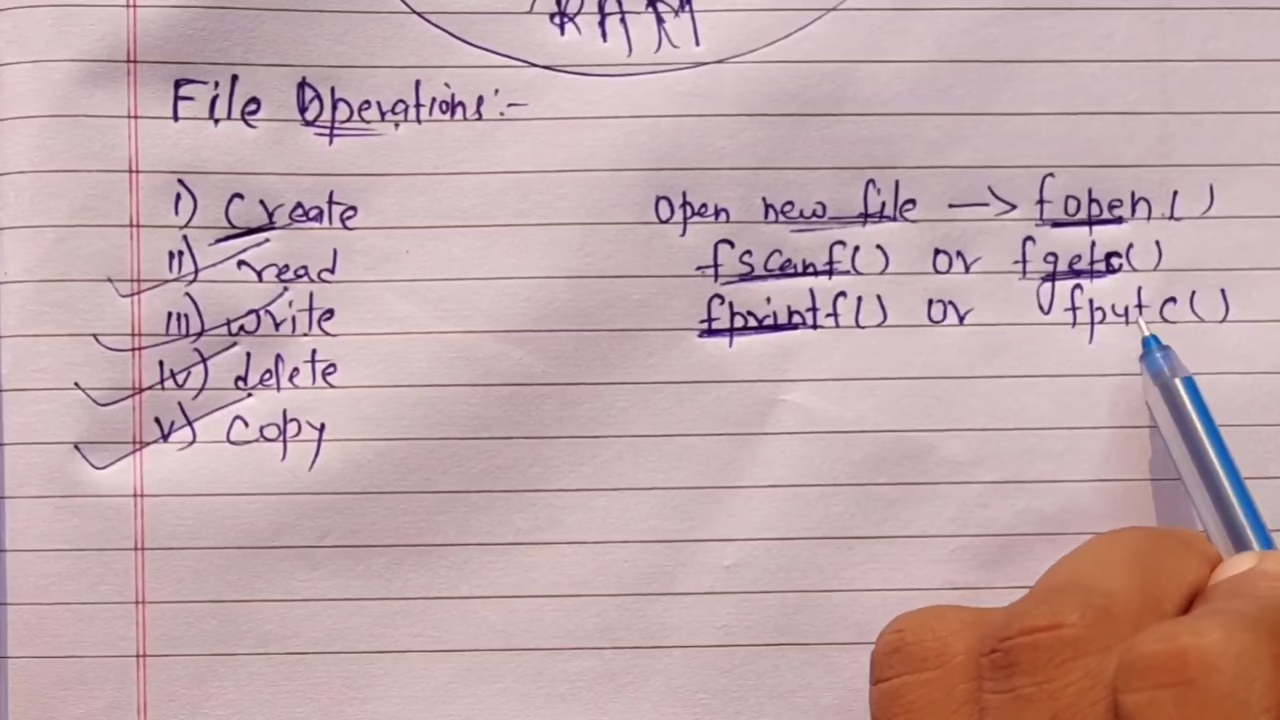 RAM
File Operations:-
i) Create Open new file -> fopen()
ii) read fscanf() or fgetc()
iii) write fprintf() or fputc()
iv) delete
v) Copy